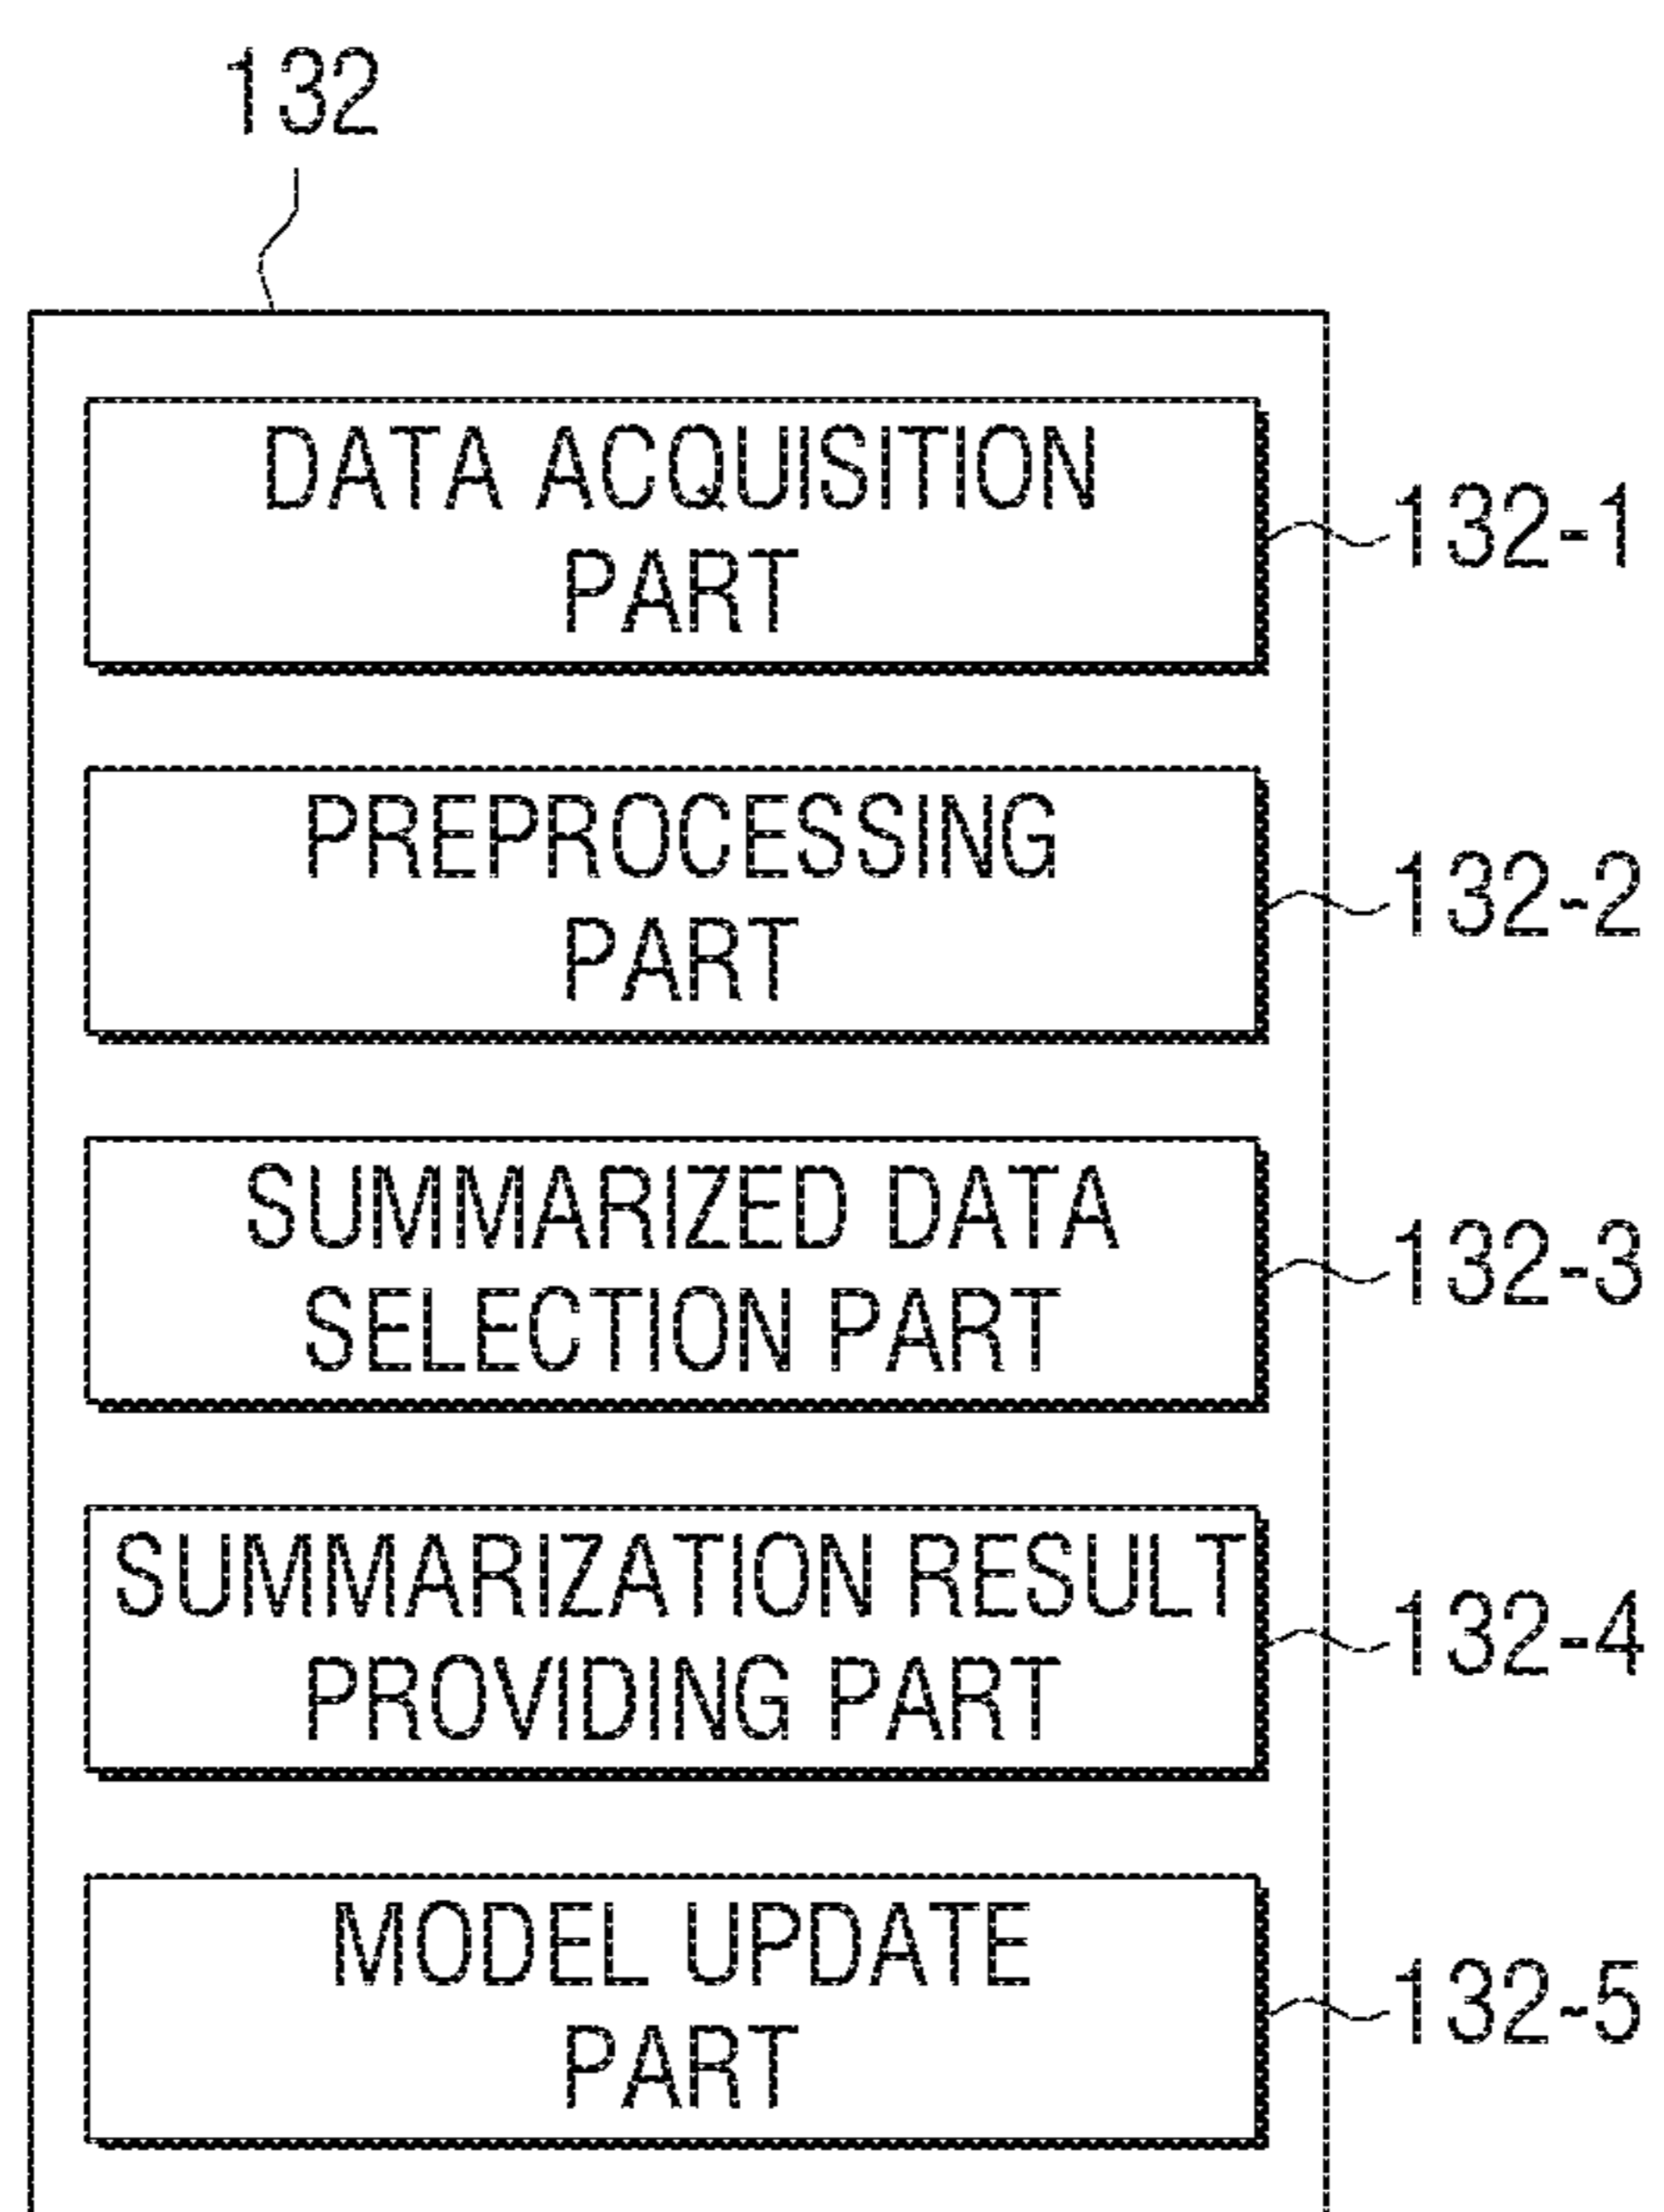 132
DATA ACQUISITION
PART
132-1
PREPROCESSING
PART
132-2
SUMMARIZED DATA
SELECTION PART
132-3
SUMMARIZATION RESULT
PROVIDING PART
132-4
MODEL UPDATE
PART
132-5